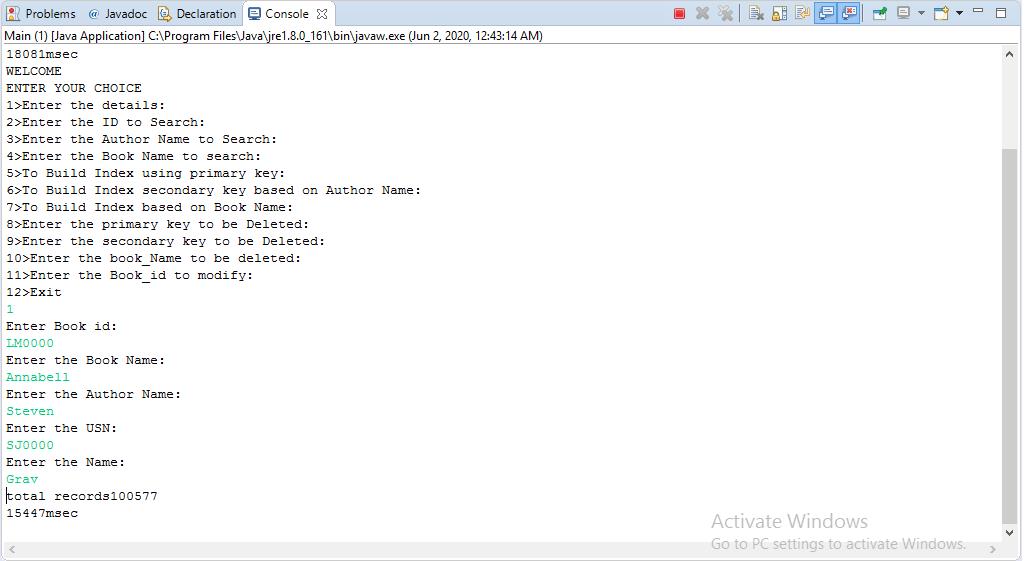 Problems @ Javadoc Declaration Console
Main (1) [Java Application] C:\Program Files\Java\jre1.8.0_161\bin\javaw.exe (Jun 2, 2020, 12:43:14 AM)
18081msec
WELCOME
ENTER YOUR CHOICE
1>Enter the details:
2>Enter the ID to Search:
3>Enter the Author Name to Search:
4>Enter the Book Name to search:
5>To Build Index using primary key:
6>To Build Index secondary key based on Author Name:
7>To Build Index based on Book Name:
8>Enter the primary key to be Deleted:
9>Enter the secondary key to be Deleted:
10>Enter the book_Name to be deleted:
11>Enter the Book_id to modify:
12>Exit
1
Enter Book id:
LM0000
Enter the Book Name:
Annabell
Enter the Author Name:
Steven
Enter the USN:
SJ0000
Enter the Name:
Grav
total records100577
15447msec
Activate Windows
Go to PC settings to activate Windows.